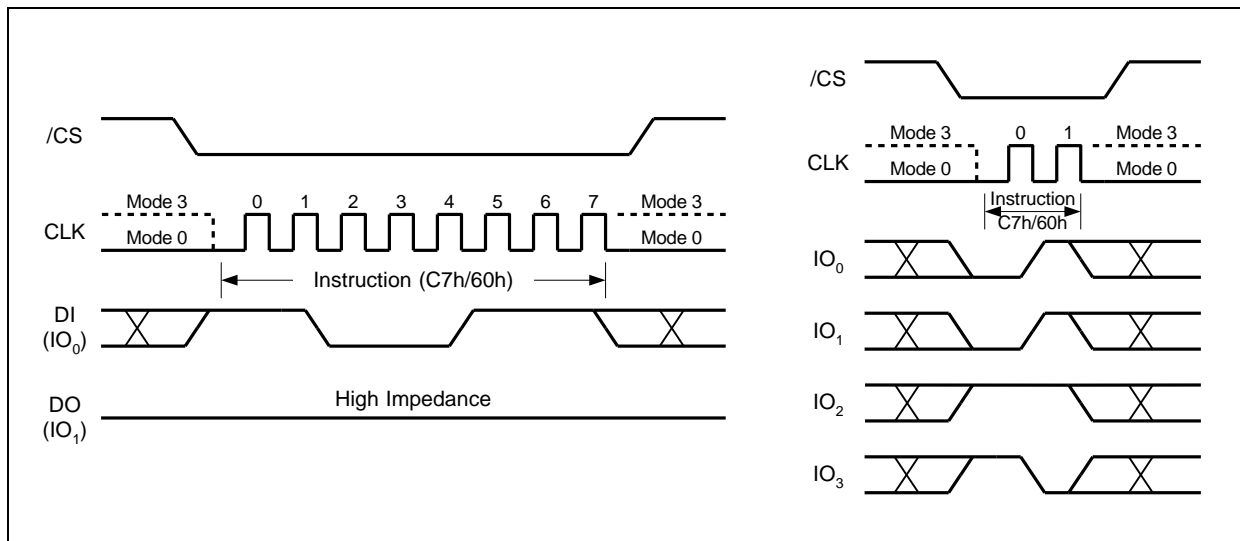 /CS
Mode 3
0 1 2 3 4 5 6 7
Mode 3
CLK
Mode 0
Mode 0
Instruction (C7h/60h)
DI
(IO0)
High Impedance
DO
(IO1)
/CS
Mode 3
0 1
Mode 3
CLK
Mode 0
Mode 0
Instruction
C7h/60h
IO0
IO1
IO2
IO3